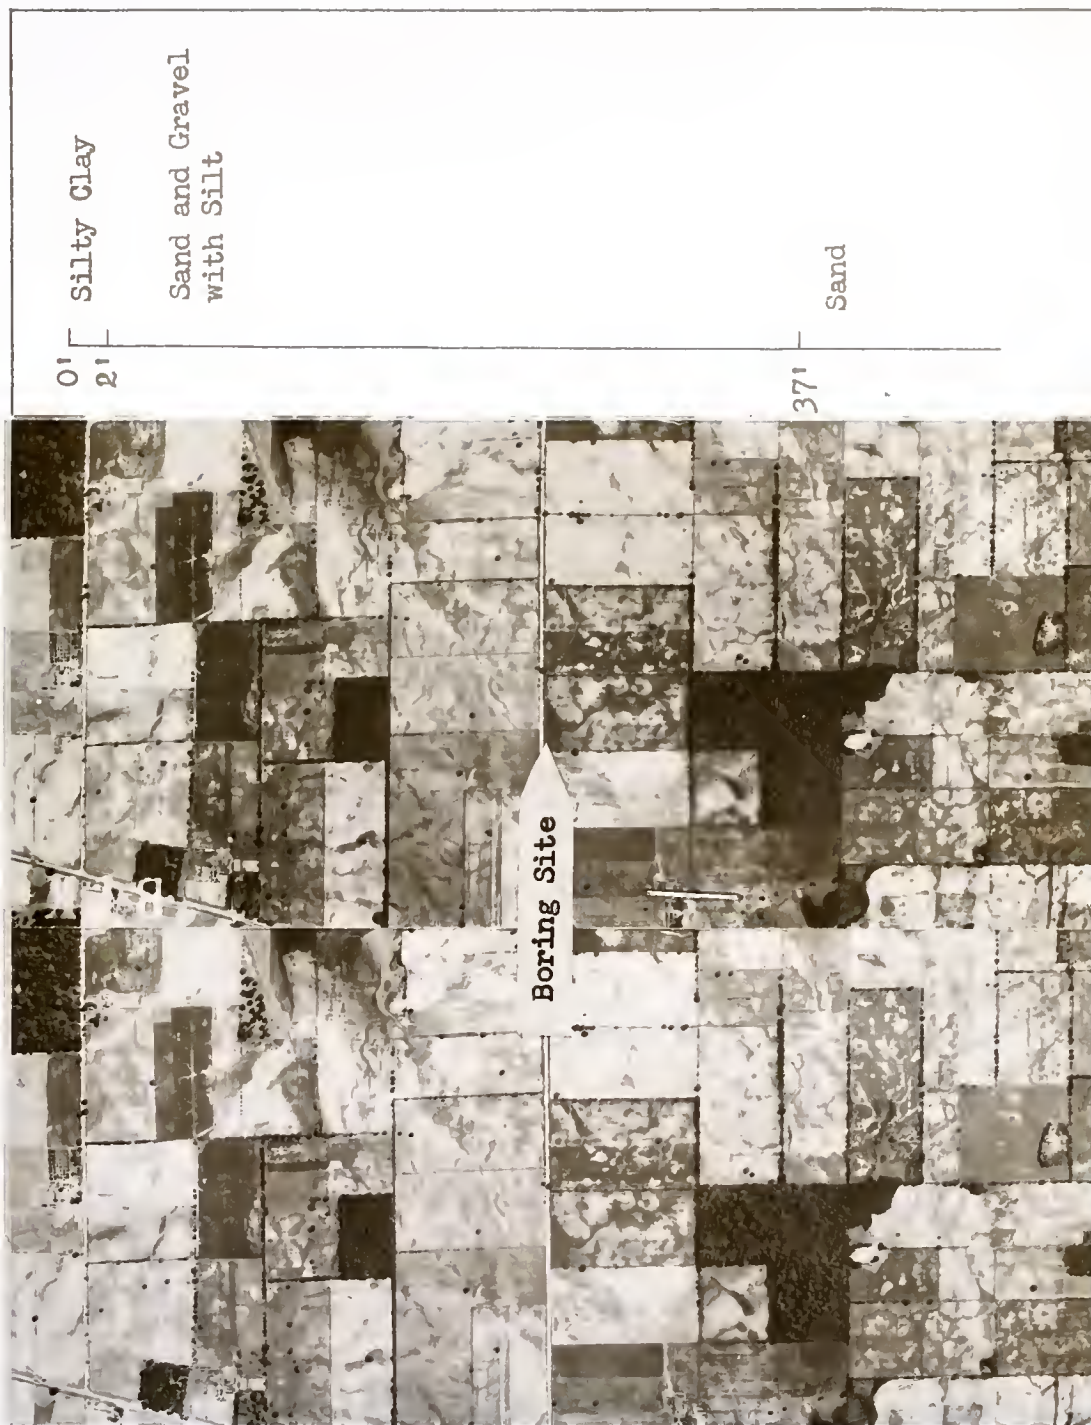 0'
Silty Clay
2'
Sand and Gravel
with Silt
37'
Sand
Boring Site